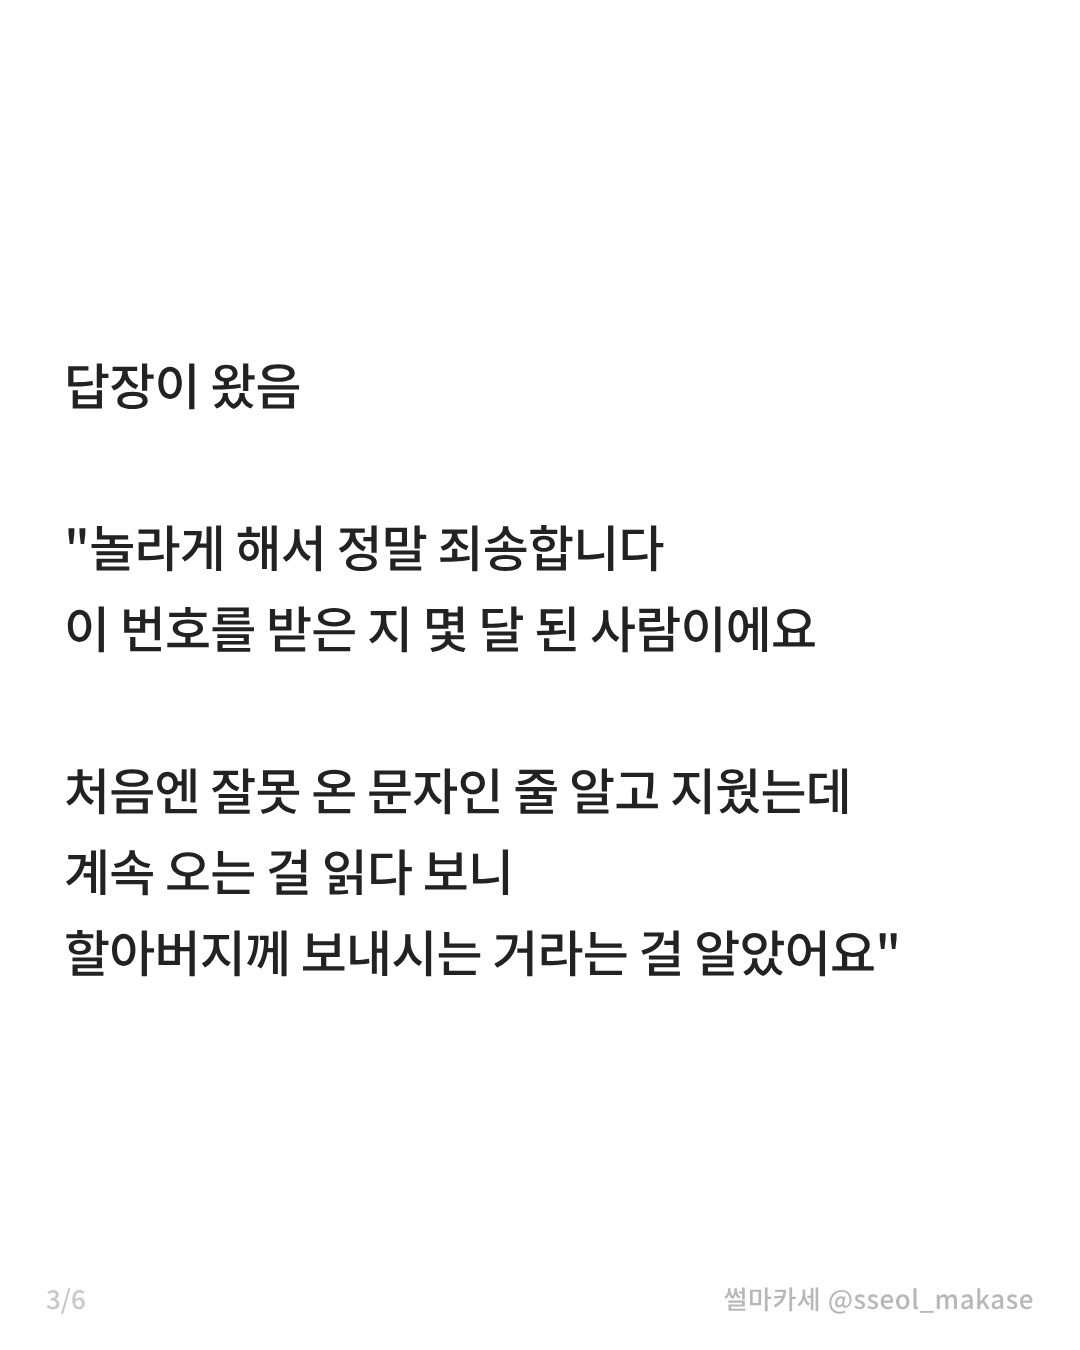 답장이 왔음
"놀라게 해서 정말 죄송합니다
이 번호를 받은 지 몇 달 된 사람이에요
처음엔 잘못 온 문자인 줄 알고 지웠는데
계속 오는 걸 읽다 보니
할아버지께 보내시는 거라는 걸 알았어요"
3/6
썰마카세 @sseol_makase